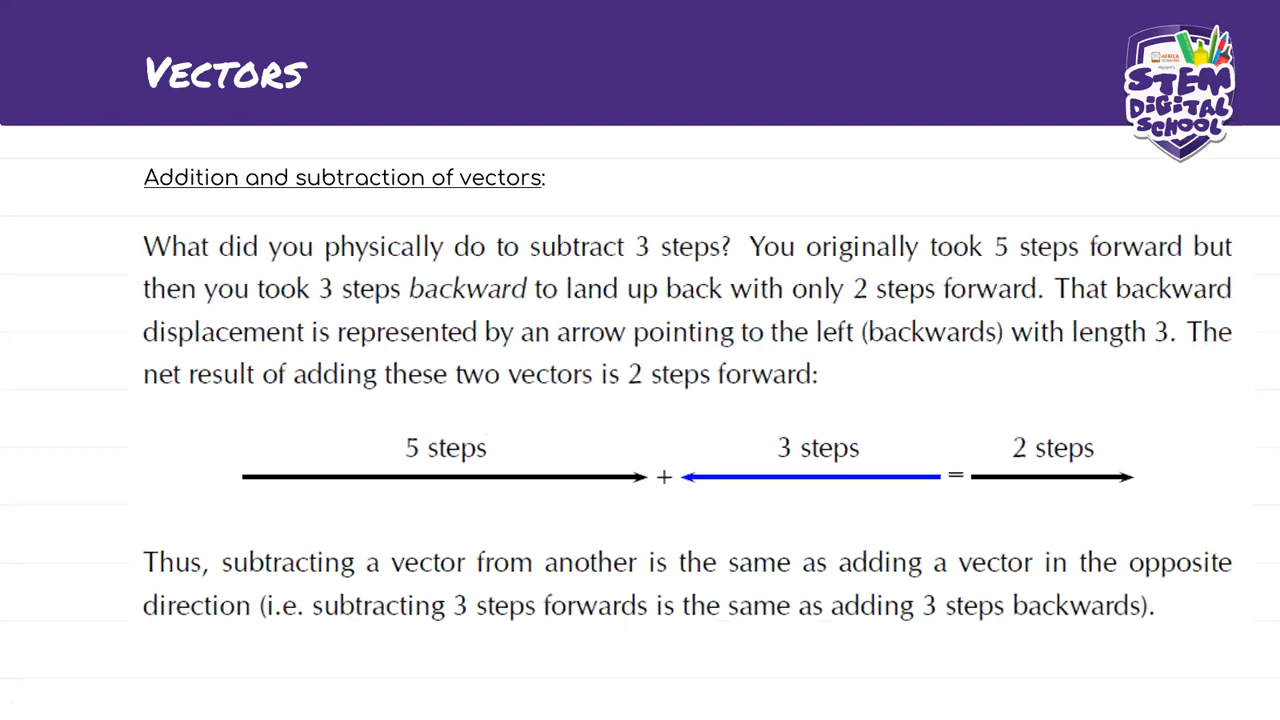 VECTORS
AFRICA
STEM
DIGITAL
SCHOOL
Addition and subtraction of vectors:
What did you physically do to subtract 3 steps? You originally took 5 steps forward but
then you took 3 steps backward to land up back with only 2 steps forward. That backward
displacement is represented by an arrow pointing to the left (backwards) with length 3. The
net result of adding these two vectors is 2 steps forward:
5 steps + 3 steps = 2 steps
Thus, subtracting a vector from another is the same as adding a vector in the opposite
direction (i.e. subtracting 3 steps forwards is the same as adding 3 steps backwards).